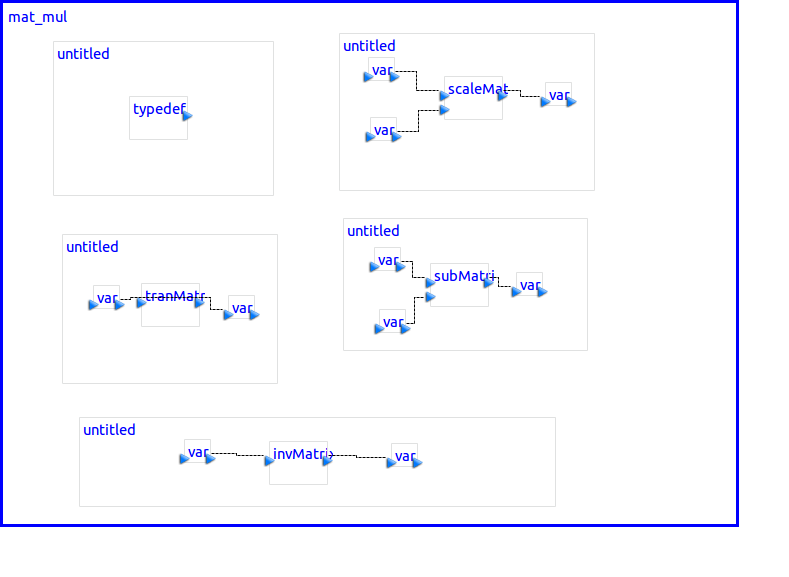 mat_mul
untitled
typedef
untitled
var
scaleMat
var
var
untitled
var
tranMatr
var
untitled
var
subMatri
var
var
untitled
var
invMatrix
var